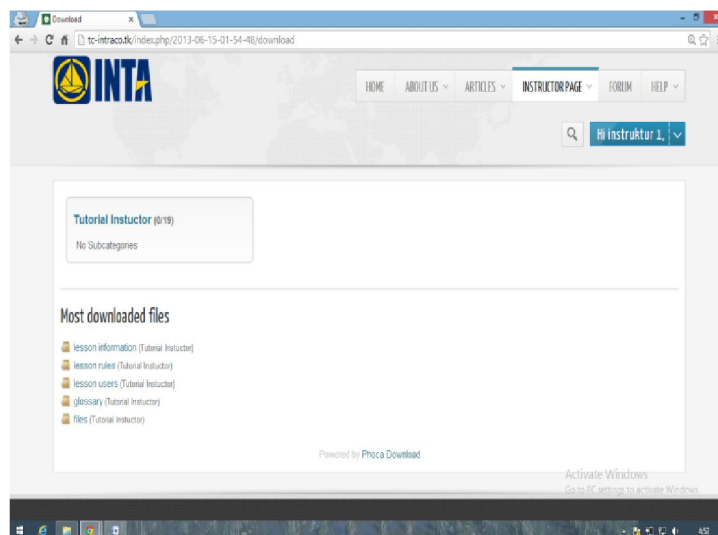 Download
tc-intraco.tk/index.php/2013-06-15-01-54-48/download
INTA
HOME ABOUT US ARTICLES INSTRUCTOR PAGE FORUM HELP
Hi instruktur 1,
Tutorial Instuctor (0/19)
No Subcategories
Most downloaded files
lesson information (Tutorial Instuctor)
lesson rules (Tutorial Instuctor)
lesson users (Tutorial Instuctor)
glossary (Tutorial Instuctor)
files (Tutorial Instuctor)
Powered by Phoca Download
Activate Windows
Go to PC settings to activate Windows.
4:52